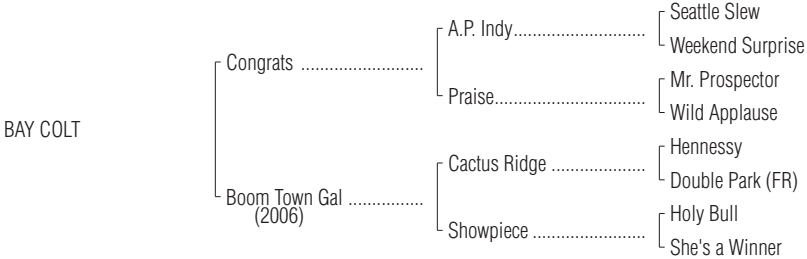 Seattle Slew
A.P. Indy..............................
Weekend Surprise
Congrats ...........................
Mr. Prospector
Praise..................................
Wild Applause
BAY COLT
Hennessy
Cactus Ridge .....................
Double Park (FR)
Boom Town Gal .................
(2006)
Holy Bull
Showpiece .........................
She's a Winner